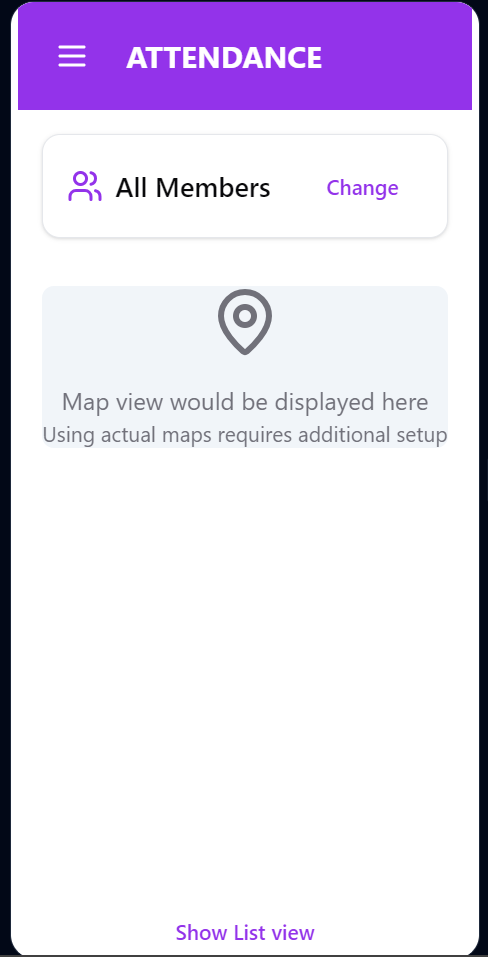 ATTENDANCE
All Members Change
Map view would be displayed here
Using actual maps requires additional setup
Show List view